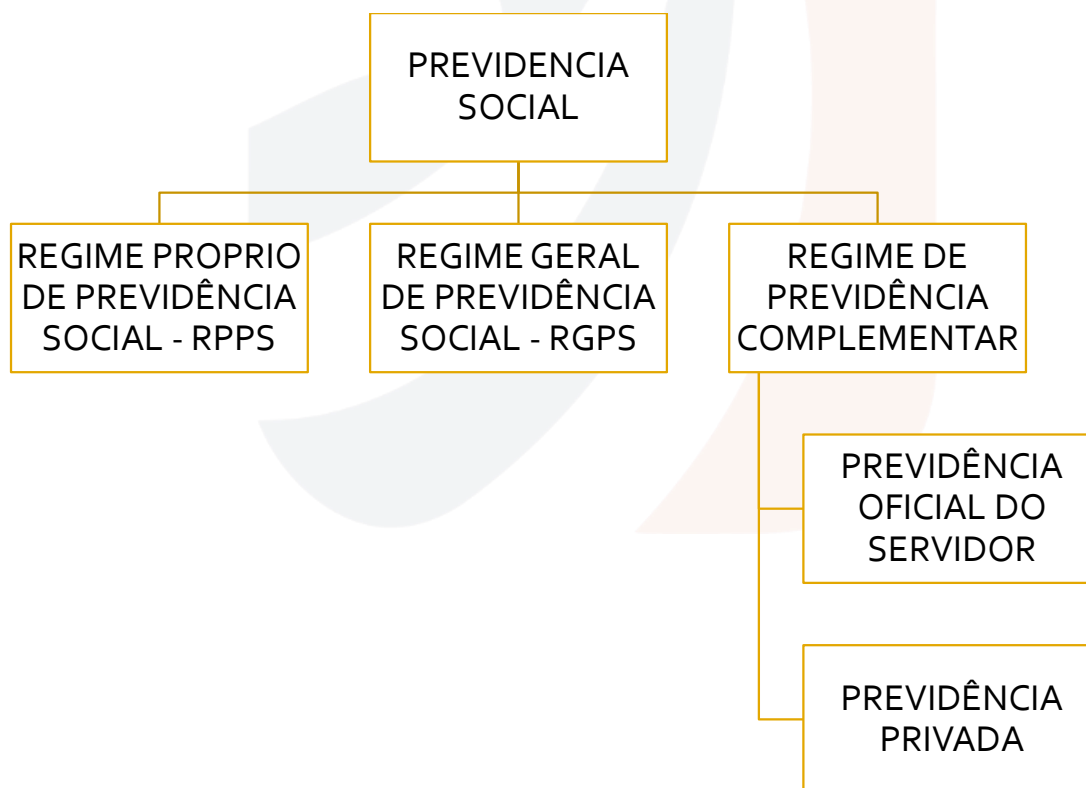 PREVIDENCIA
SOCIAL
REGIME PROPRIO
DE PREVIDÊNCIA
SOCIAL - RPPS
REGIME GERAL
DE PREVIDÊNCIA
SOCIAL - RGPS
REGIME DE
PREVIDÊNCIA
COMPLEMENTAR
PREVIDÊNCIA
OFICIAL DO
SERVIDOR
PREVIDÊNCIA
PRIVADA